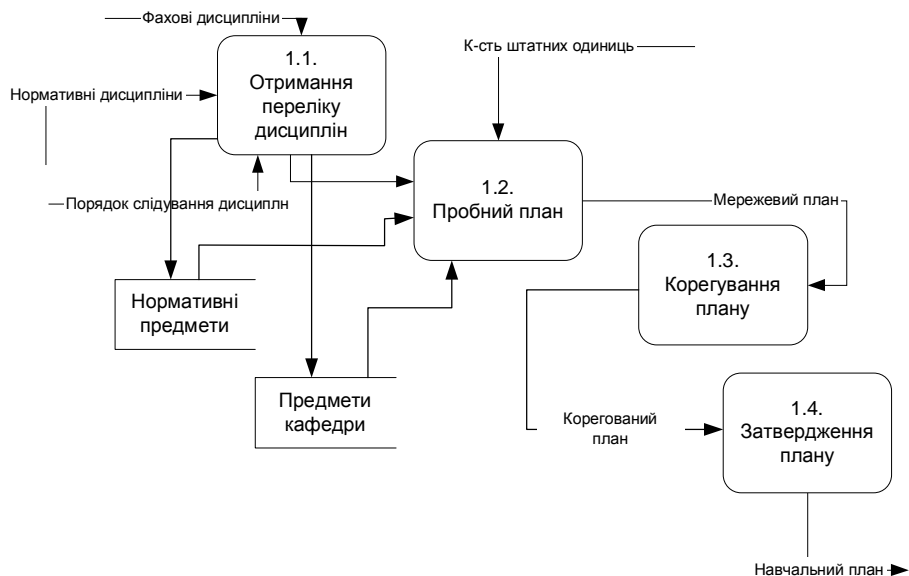 Фахові дисципліни
1.1.
Отримання
переліку
дисциплін
К-сть штатних одиниць
Нормативні дисципліни
Порядок слідування дисциплн
1.2.
Пробний план
Мережевий план
1.3.
Корегування
плану
Нормативні
предмети
Предмети
кафедри
Корегований
план
1.4.
Затвердження
плану
Навчальний план